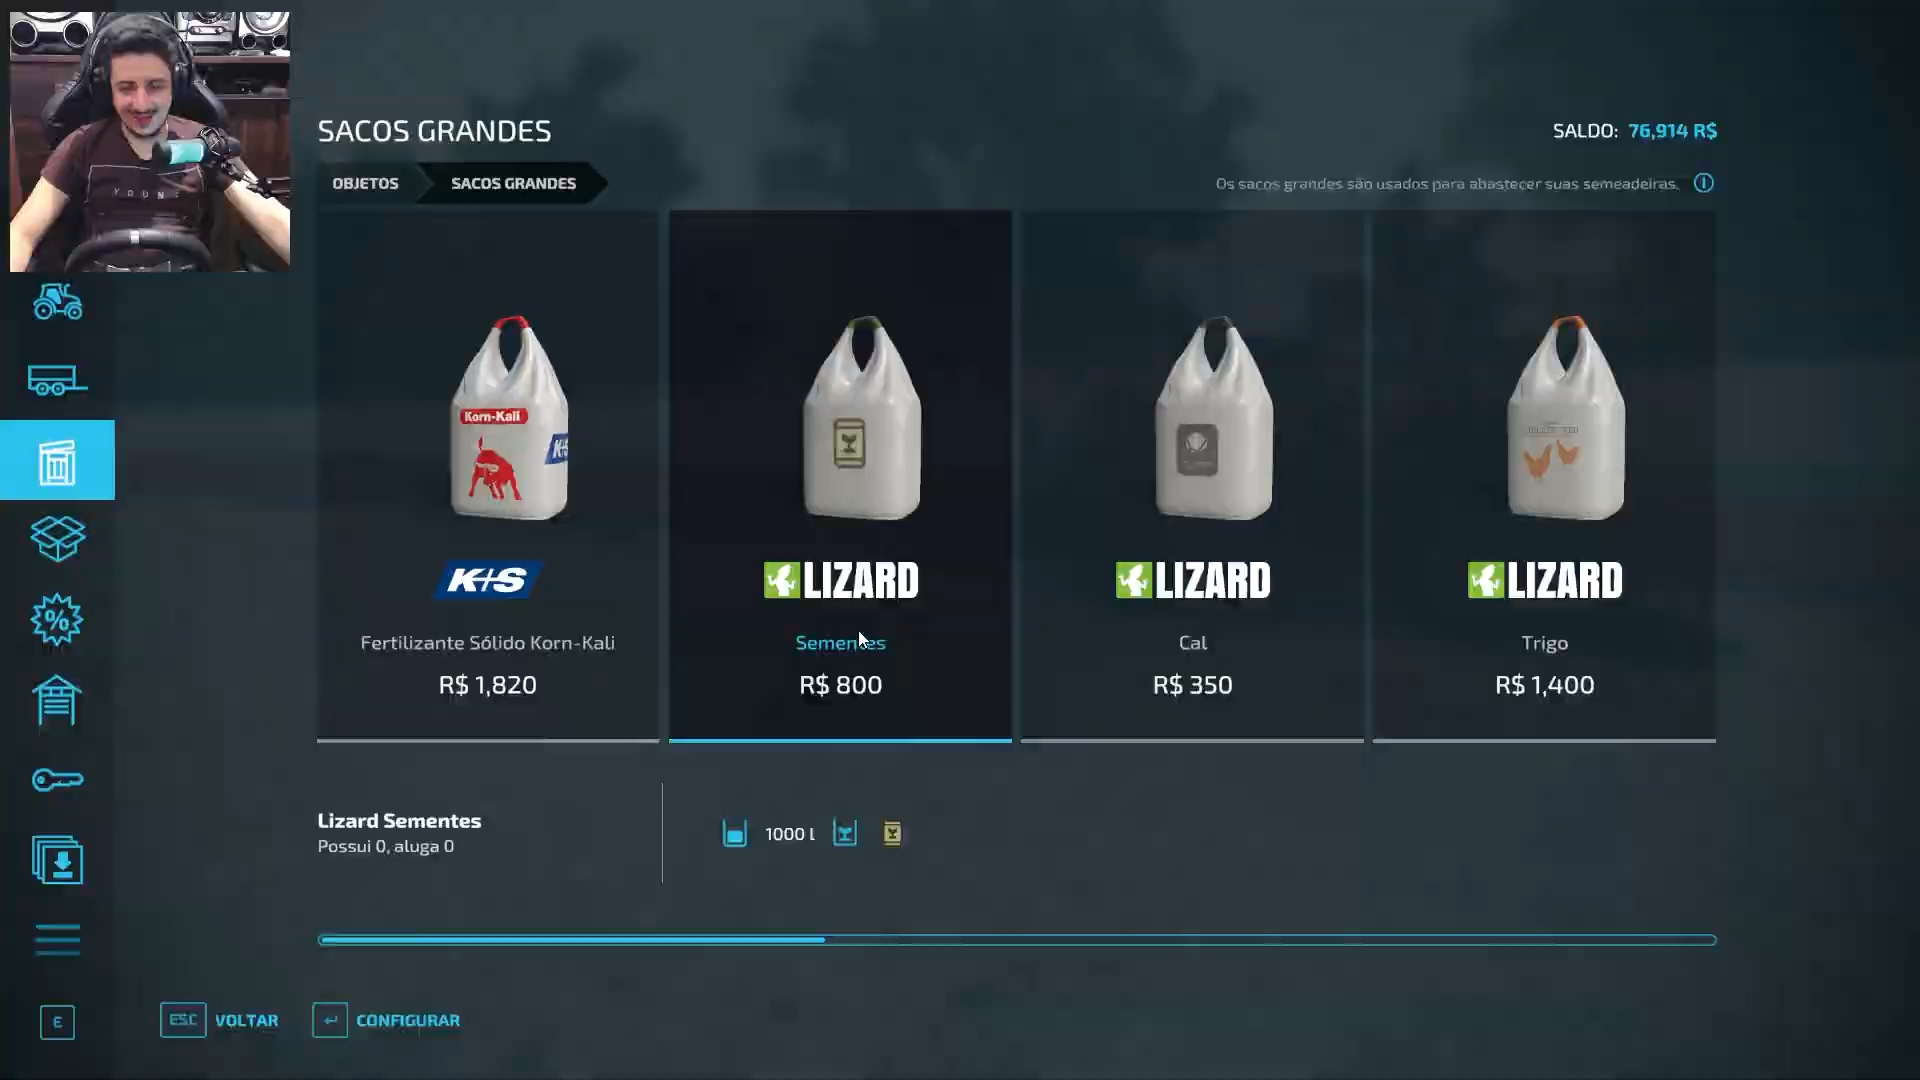 SACOS GRANDES
SALDO: 76,914 R$
OBJETOS
SACOS GRANDES
Os sacos grandes são usados para abastecer suas semeadeiras.
Korn-Kali
K+S
K+S
LIZARD
LIZARD
LIZARD
Fertilizante Sólido Korn-Kali
Sementes
Cal
Trigo
R$ 1,820
R$ 800
R$ 350
R$ 1,400
Lizard Sementes
Possui 0, aluga 0
1000 l
%
E
ESC VOLTAR
CONFIGURAR